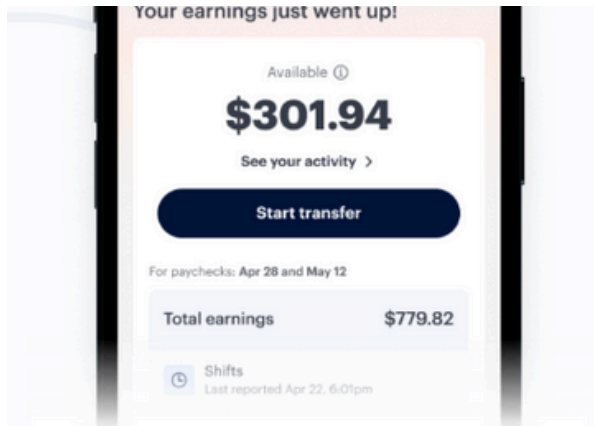 Your earnings just went up!
Available
$301.94
See your activity >
Start transfer
For paychecks: Apr 28 and May 12
Total earnings $779.82
Shifts
Last reported Apr 22, 6:01pm